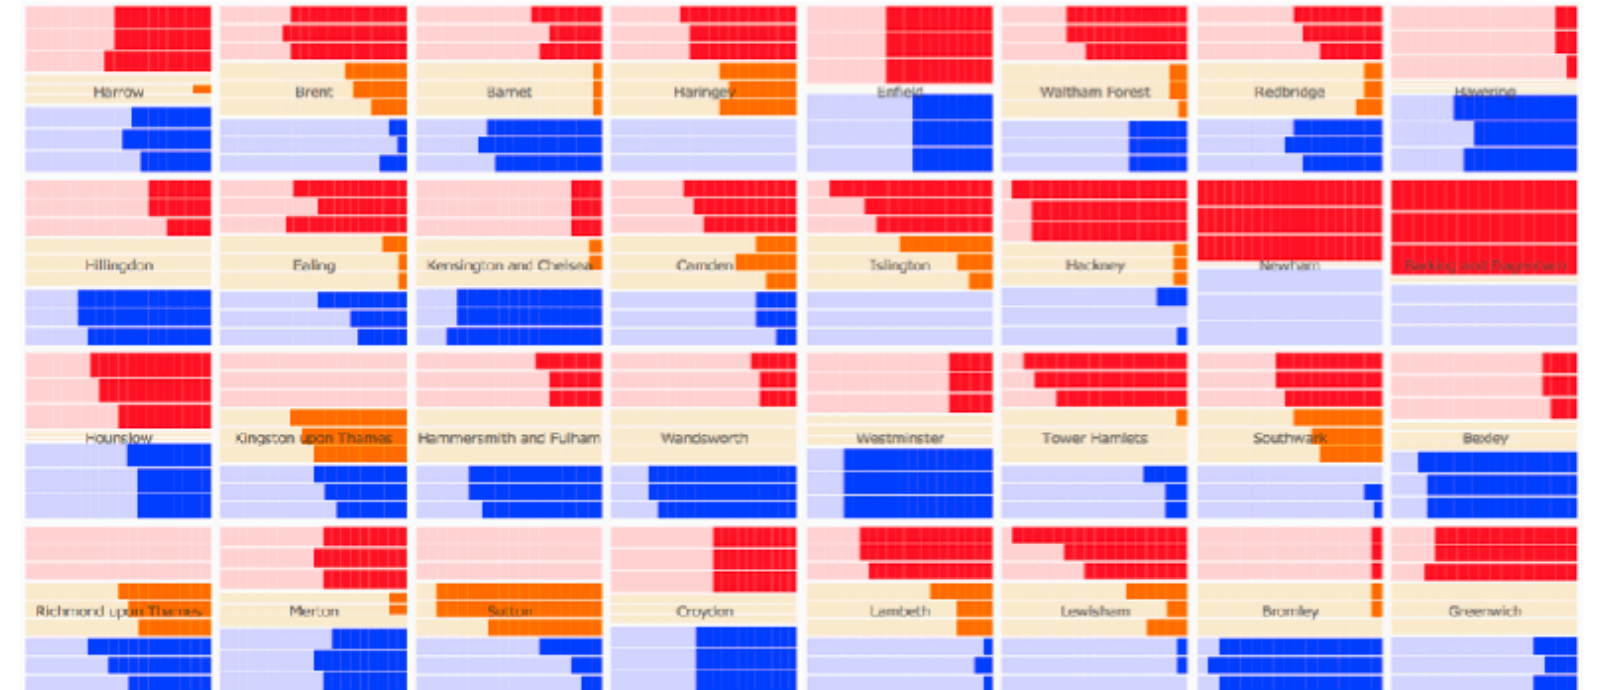 Harrow
Brent
Barnet
Haringey
Enfield
Waltham Forest
Redbridge
Havering
Hillingdon
Ealing
Kensington and Chelsea
Camden
Islington
Hackney
Newham
Barking and Dagenham
Hounslow
Kingston upon Thames
Hammersmith and Fulham
Wandsworth
Westminster
Tower Hamlets
Southwark
Bexley
Richmond upon Thames
Merton
Sutton
Croydon
Lambeth
Lewisham
Bromley
Greenwich